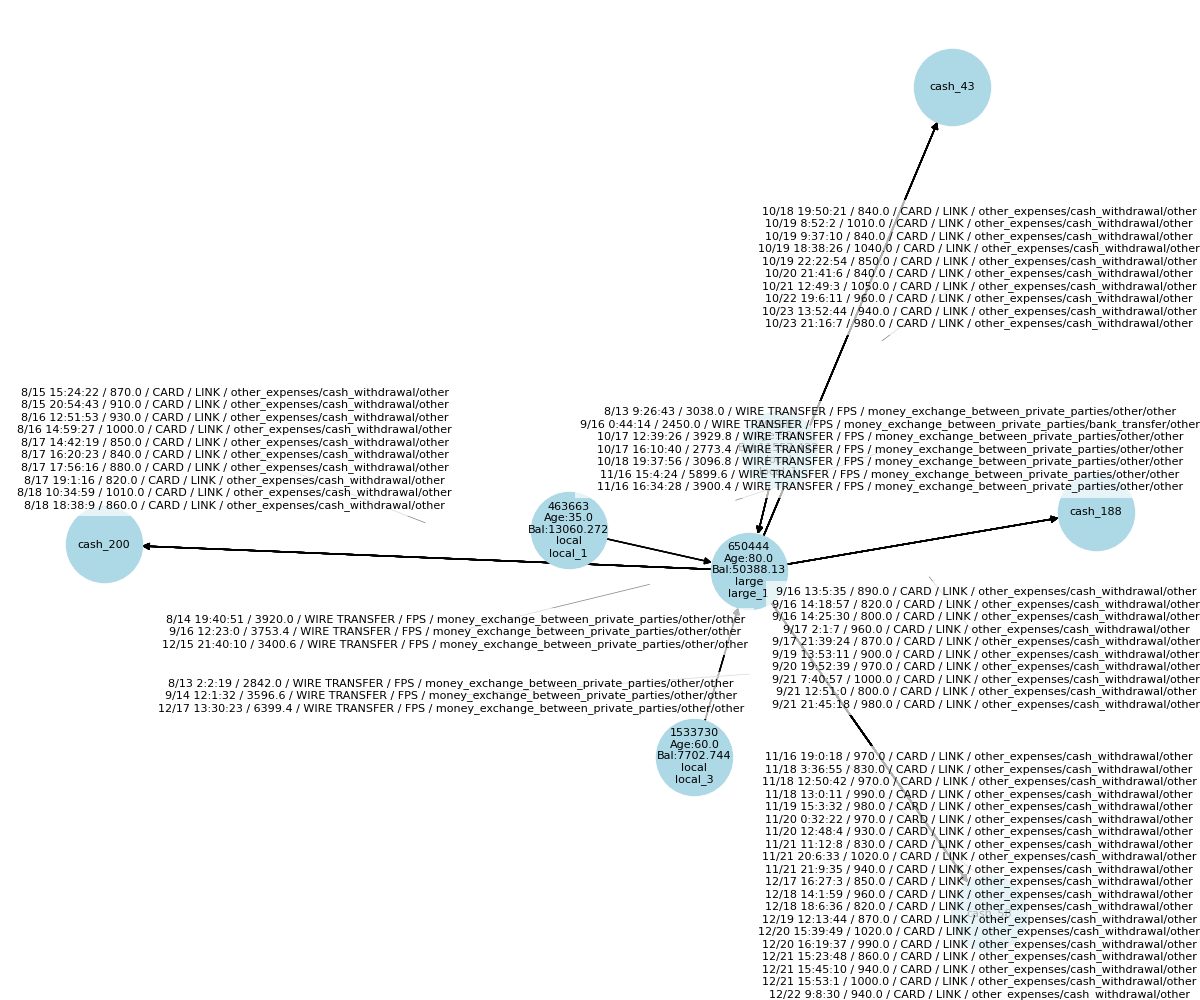 cash_43
10/18 19:50:21 / 840.0 / CARD / LINK / other_expenses/cash_withdrawal/other
10/19 8:52:2 / 1010.0 / CARD / LINK / other_expenses/cash_withdrawal/other
10/19 9:37:10 / 840.0 / CARD / LINK / other_expenses/cash_withdrawal/other
10/19 18:38:26 / 1040.0 / CARD / LINK / other_expenses/cash_withdrawal/other
10/19 22:22:54 / 850.0 / CARD / LINK / other_expenses/cash_withdrawal/other
10/20 21:41:6 / 840.0 / CARD / LINK / other_expenses/cash_withdrawal/other
10/21 12:49:3 / 1050.0 / CARD / LINK / other_expenses/cash_withdrawal/other
10/22 19:6:11 / 960.0 / CARD / LINK / other_expenses/cash_withdrawal/other
10/23 13:52:44 / 940.0 / CARD / LINK / other_expenses/cash_withdrawal/other
10/23 21:16:7 / 980.0 / CARD / LINK / other_expenses/cash_withdrawal/other
8/15 15:24:22 / 870.0 / CARD / LINK / other_expenses/cash_withdrawal/other
8/15 20:54:43 / 910.0 / CARD / LINK / other_expenses/cash_withdrawal/other
8/16 12:51:53 / 930.0 / CARD / LINK / other_expenses/cash_withdrawal/other
8/16 14:59:27 / 1000.0 / CARD / LINK / other_expenses/cash_withdrawal/other
8/17 14:42:19 / 850.0 / CARD / LINK / other_expenses/cash_withdrawal/other
8/17 16:20:23 / 840.0 / CARD / LINK / other_expenses/cash_withdrawal/other
8/17 17:56:16 / 880.0 / CARD / LINK / other_expenses/cash_withdrawal/other
8/17 19:1:16 / 820.0 / CARD / LINK / other_expenses/cash_withdrawal/other
8/18 10:34:59 / 1010.0 / CARD / LINK / other_expenses/cash_withdrawal/other
8/18 18:38:9 / 860.0 / CARD / LINK / other_expenses/cash_withdrawal/other
8/13 9:26:43 / 3038.0 / WIRE TRANSFER / FPS / money_exchange_between_private_parties/other/other
9/16 0:44:14 / 2450.0 / WIRE TRANSFER / FPS / money_exchange_between_private_parties/bank_transfer/other
10/17 12:39:26 / 3929.8 / WIRE TRANSFER / FPS / money_exchange_between_private_parties/other/other
10/17 16:10:40 / 2773.4 / WIRE TRANSFER / FPS / money_exchange_between_private_parties/other/other
10/18 19:37:56 / 3096.8 / WIRE TRANSFER / FPS / money_exchange_between_private_parties/other/other
11/16 15:4:24 / 5899.6 / WIRE TRANSFER / FPS / money_exchange_between_private_parties/other/other
11/16 16:34:28 / 3900.4 / WIRE TRANSFER / FPS / money_exchange_between_private_parties/other/other
cash_200
463663
Age:35.0
Bal:13060.272
local
local_1
650444
Age:80.0
Bal:50388.13
large
large_1
cash_188
9/16 13:5:35 / 890.0 / CARD / LINK / other_expenses/cash_withdrawal/other
9/16 14:18:57 / 820.0 / CARD / LINK / other_expenses/cash_withdrawal/other
9/16 14:25:30 / 800.0 / CARD / LINK / other_expenses/cash_withdrawal/other
9/17 2:1:7 / 960.0 / CARD / LINK / other_expenses/cash_withdrawal/other
9/17 21:39:24 / 870.0 / CARD / LINK / other_expenses/cash_withdrawal/other
9/19 13:53:11 / 900.0 / CARD / LINK / other_expenses/cash_withdrawal/other
9/20 19:52:39 / 970.0 / CARD / LINK / other_expenses/cash_withdrawal/other
9/21 7:40:57 / 1000.0 / CARD / LINK / other_expenses/cash_withdrawal/other
9/21 12:51:0 / 800.0 / CARD / LINK / other_expenses/cash_withdrawal/other
9/21 21:45:18 / 980.0 / CARD / LINK / other_expenses/cash_withdrawal/other
8/14 19:40:51 / 3920.0 / WIRE TRANSFER / FPS / money_exchange_between_private_parties/other/other
9/16 12:23:0 / 3753.4 / WIRE TRANSFER / FPS / money_exchange_between_private_parties/other/other
12/15 21:40:10 / 3400.6 / WIRE TRANSFER / FPS / money_exchange_between_private_parties/other/other
8/13 2:2:19 / 2842.0 / WIRE TRANSFER / FPS / money_exchange_between_private_parties/other/other
9/14 12:1:32 / 3596.6 / WIRE TRANSFER / FPS / money_exchange_between_private_parties/other/other
12/17 13:30:23 / 6399.4 / WIRE TRANSFER / FPS / money_exchange_between_private_parties/other/other
1533730
Age:60.0
Bal:7702.744
local
local_3
11/16 19:0:18 / 970.0 / CARD / LINK / other_expenses/cash_withdrawal/other
11/18 3:36:55 / 830.0 / CARD / LINK / other_expenses/cash_withdrawal/other
11/18 12:50:42 / 970.0 / CARD / LINK / other_expenses/cash_withdrawal/other
11/18 13:0:11 / 990.0 / CARD / LINK / other_expenses/cash_withdrawal/other
11/19 15:3:32 / 980.0 / CARD / LINK / other_expenses/cash_withdrawal/other
11/20 0:32:22 / 970.0 / CARD / LINK / other_expenses/cash_withdrawal/other
11/20 12:48:4 / 930.0 / CARD / LINK / other_expenses/cash_withdrawal/other
11/21 11:12:8 / 830.0 / CARD / LINK / other_expenses/cash_withdrawal/other
11/21 20:6:33 / 1020.0 / CARD / LINK / other_expenses/cash_withdrawal/other
11/21 21:9:35 / 940.0 / CARD / LINK / other_expenses/cash_withdrawal/other
12/17 16:27:3 / 850.0 / CARD / LINK / other_expenses/cash_withdrawal/other
12/18 14:1:59 / 960.0 / CARD / LINK / other_expenses/cash_withdrawal/other
12/18 18:6:36 / 820.0 / CARD / LINK / other_expenses/cash_withdrawal/other
12/19 12:13:44 / 870.0 / CARD / LINK / other_expenses/cash_withdrawal/other
12/20 15:39:49 / 1020.0 / CARD / LINK / other_expenses/cash_withdrawal/other
12/20 16:19:37 / 990.0 / CARD / LINK / other_expenses/cash_withdrawal/other
12/21 15:23:48 / 860.0 / CARD / LINK / other_expenses/cash_withdrawal/other
12/21 15:45:10 / 940.0 / CARD / LINK / other_expenses/cash_withdrawal/other
12/21 15:53:1 / 1000.0 / CARD / LINK / other_expenses/cash_withdrawal/other
12/22 9:8:30 / 940.0 / CARD / LINK / other_expenses/cash_withdrawal/other